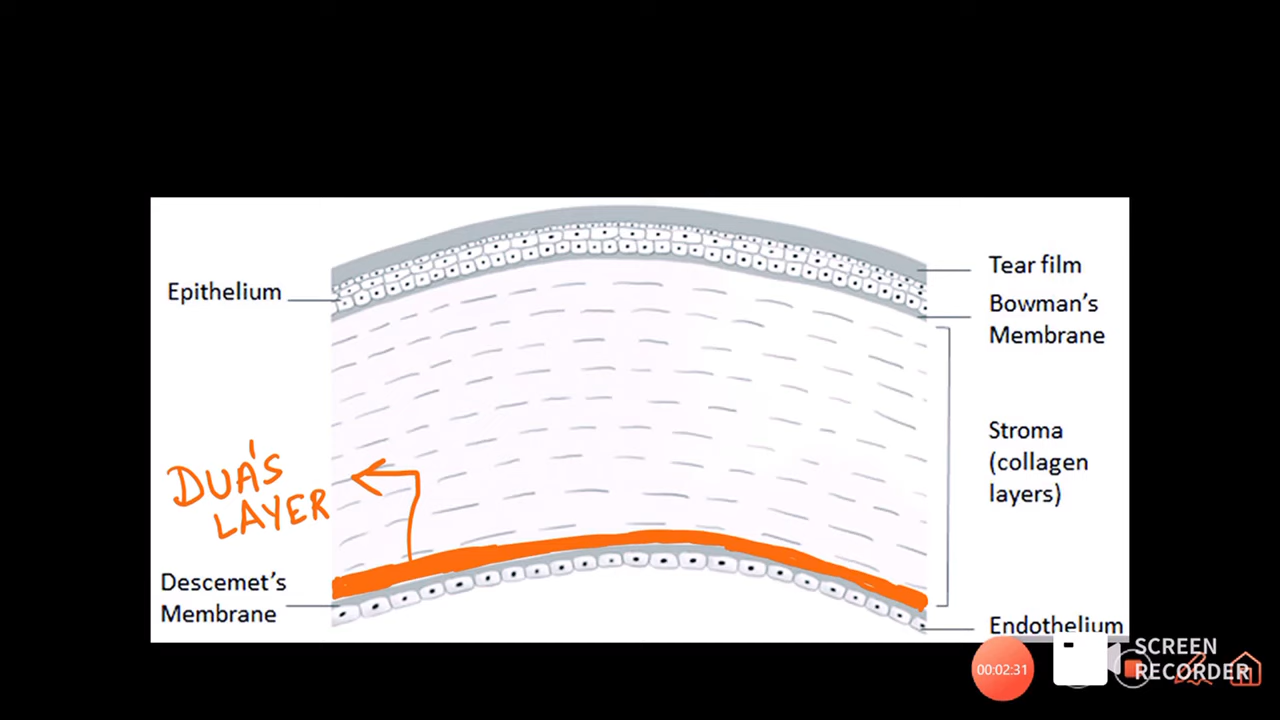 Tear film
Epithelium
Bowman's
Membrane
Stroma
(collagen
layers)
DUA'S
LAYER
Descemet's
Membrane
Endothelium
00:02:31
SCREEN
RECORDER